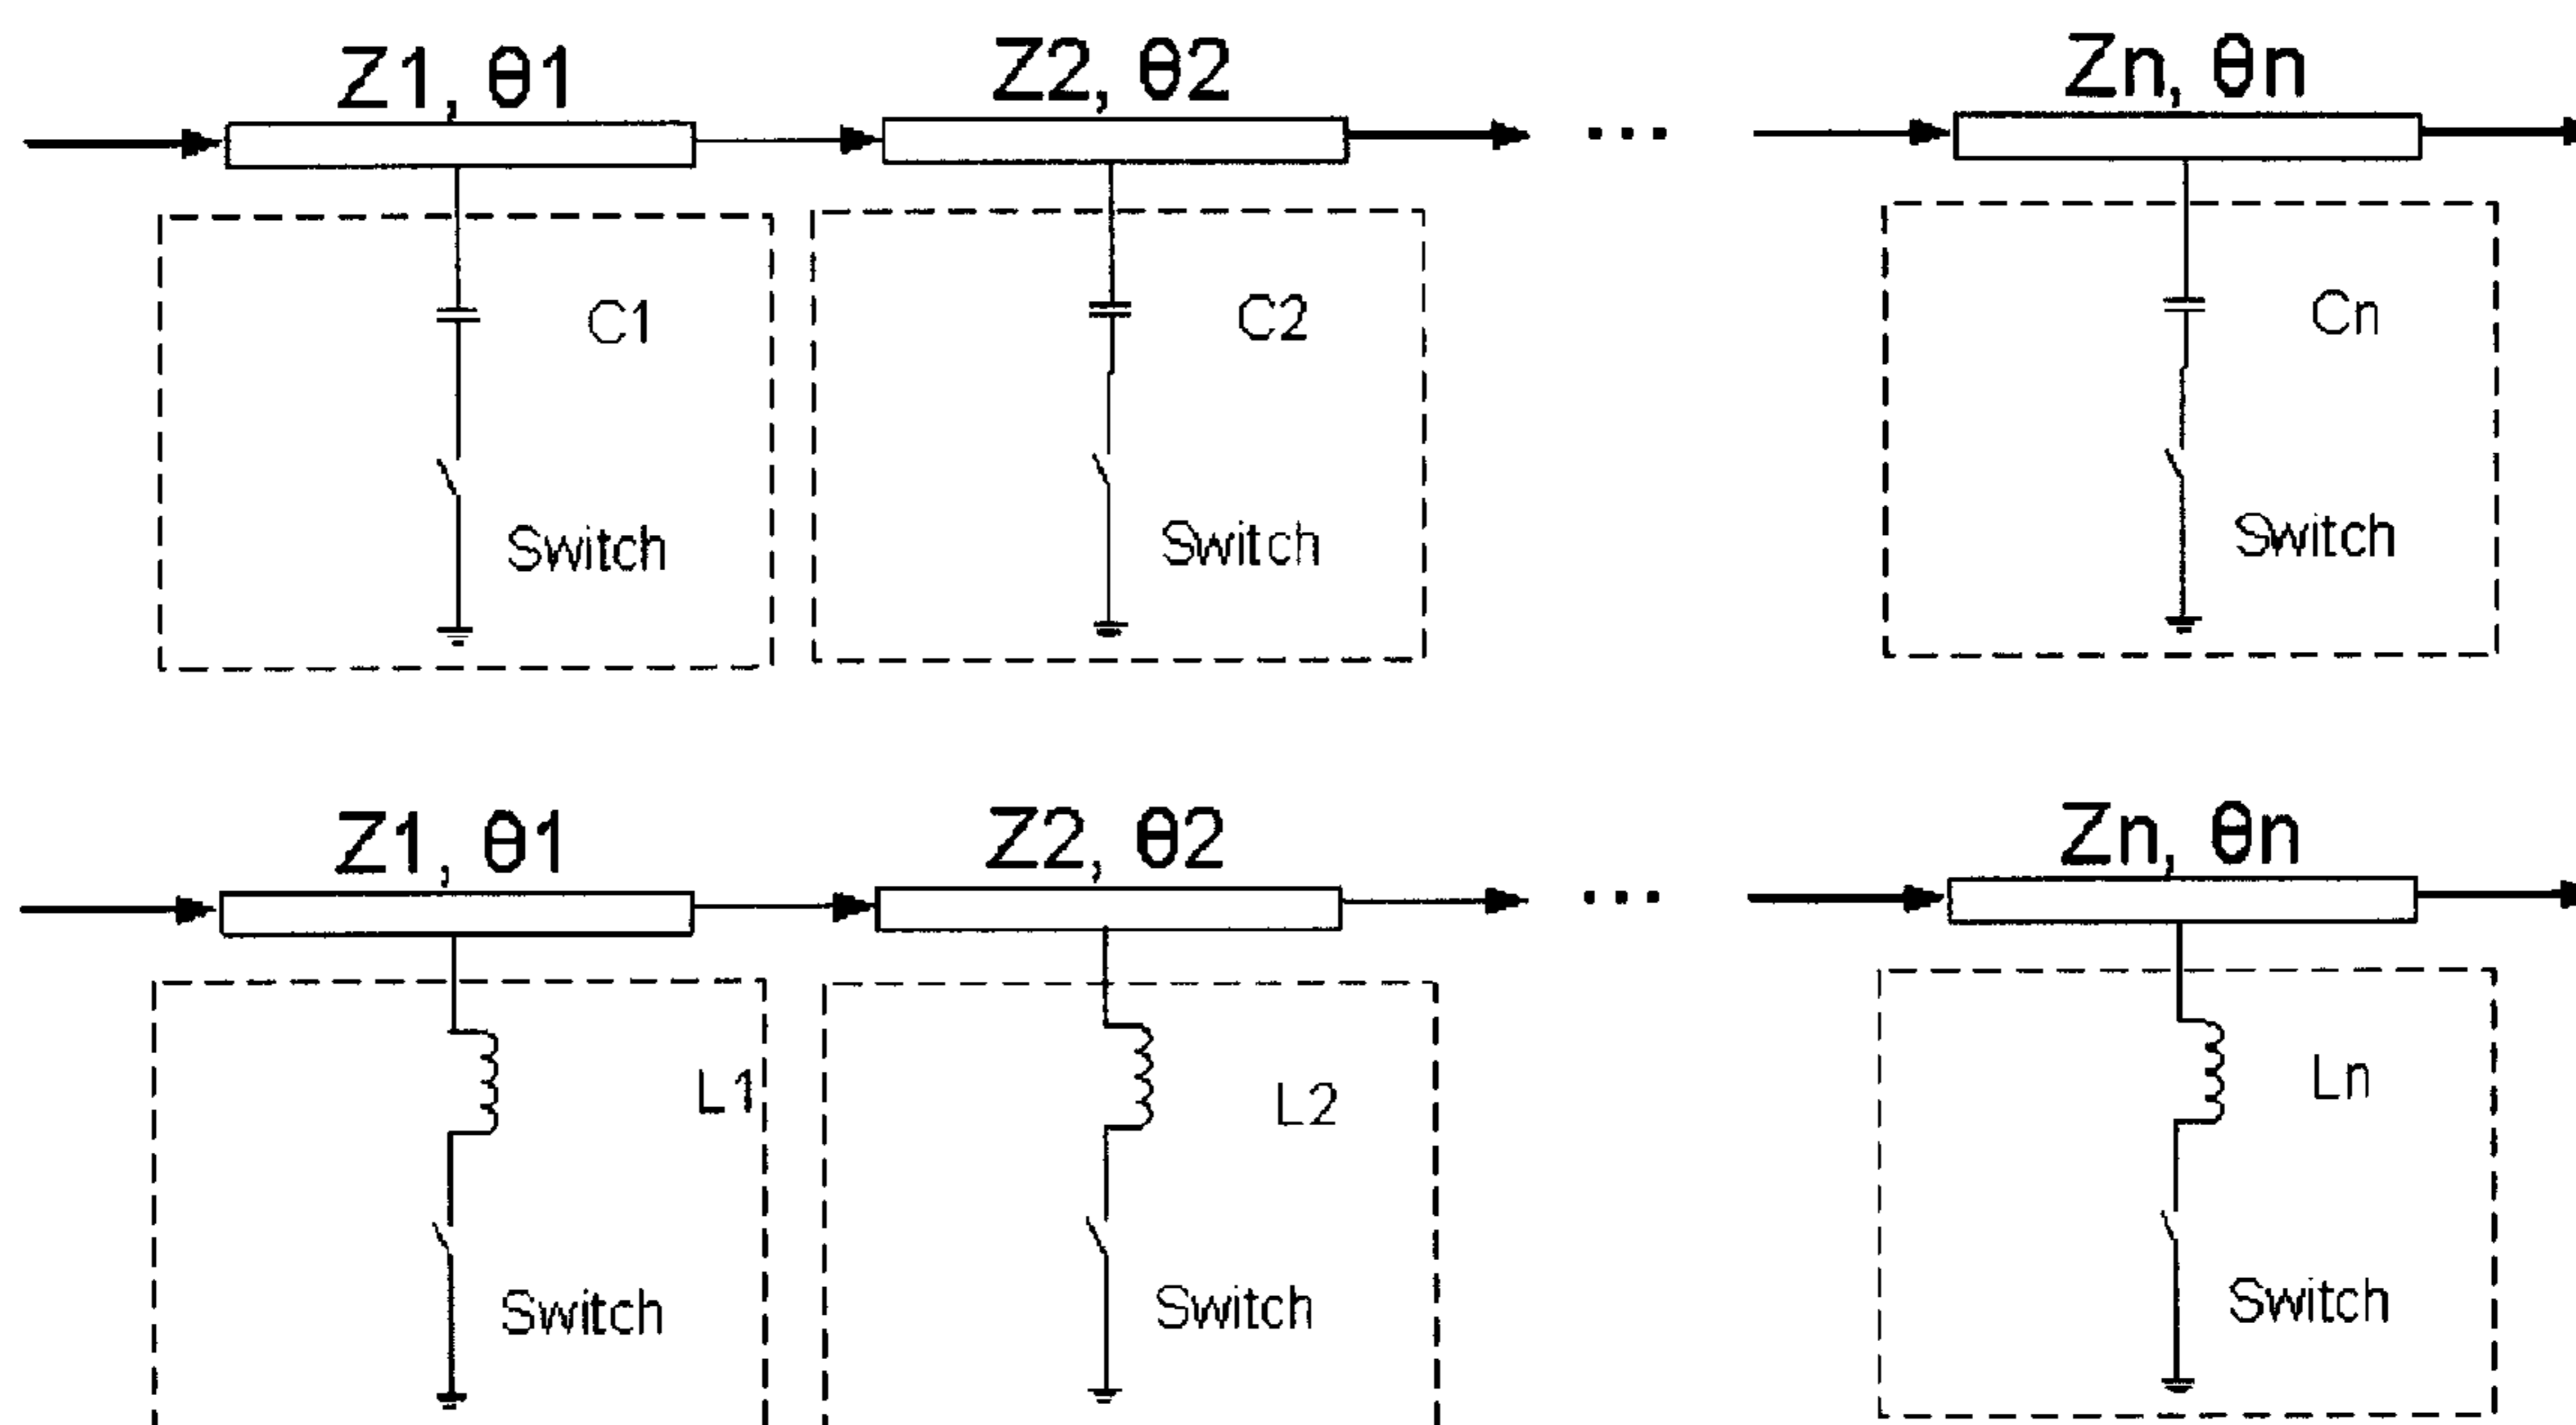 Z1, θ1 Z2, θ2 Zn, θn
...
C1 C2 Cn
Switch Switch Switch
Z1, θ1 Z2, θ2 Zn, θn
...
L1 L2 Ln
Switch Switch Switch